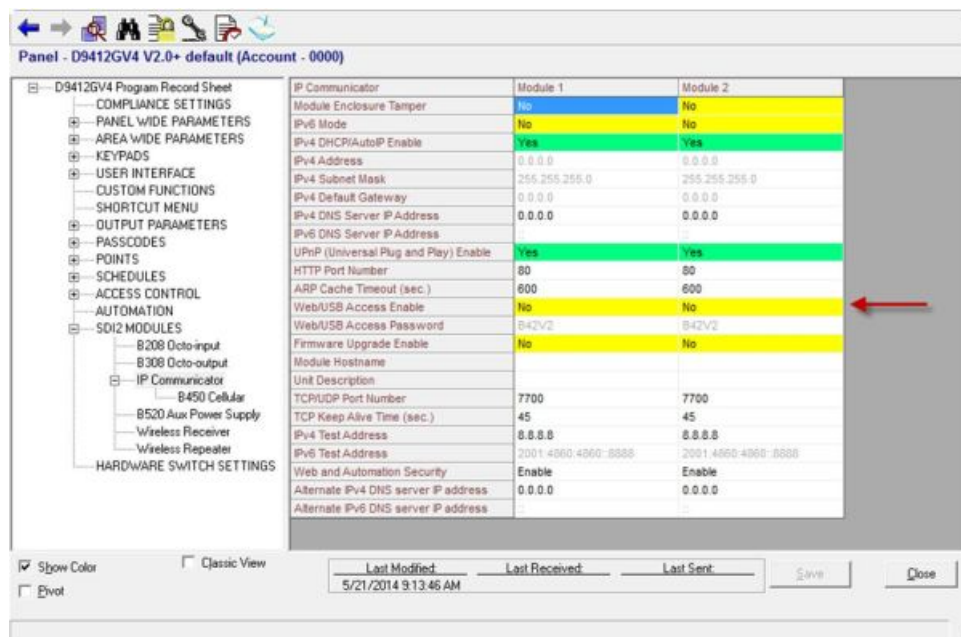 Panel - D9412GV4 V2.0+ default (Account - 0000)
D9412GV4 Program Record Sheet
COMPLIANCE SETTINGS
PANEL WIDE PARAMETERS
AREA WIDE PARAMETERS
KEYPADS
USER INTERFACE
CUSTOM FUNCTIONS
SHORTCUT MENU
OUTPUT PARAMETERS
PASSCODES
POINTS
SCHEDULES
ACCESS CONTROL
AUTOMATION
SDI2 MODULES
B208 Octo-input
B308 Octo-output
IP Communicator
B450 Cellular
B520 Aux Power Supply
Wireless Receiver
Wireless Repeater
HARDWARE SWITCH SETTINGS
IP Communicator Module 1 Module 2
Module Enclosure Tamper No No
IPv6 Mode No No
IPv4 DHCP/AutoIP Enable Yes Yes
IPv4 Address 0.0.0.0 0.0.0.0
IPv4 Subnet Mask 255.255.255.0 255.255.255.0
IPv4 Default Gateway 0.0.0.0 0.0.0.0
IPv4 DNS Server IP Address 0.0.0.0 0.0.0.0
IPv6 DNS Server IP Address :: ::
UPnP (Universal Plug and Play) Enable Yes Yes
HTTP Port Number 80 80
ARP Cache Timeout (sec.) 600 600
Web/USB Access Enable No No
Web/USB Access Password B42V2 B42V2
Firmware Upgrade Enable No No
Module Hostname
Unit Description
TCP/UDP Port Number 7700 7700
TCP Keep Alive Time (sec.) 45 45
IPv4 Test Address 8.8.8.8 8.8.8.8
IPv6 Test Address 2001:4860:4860::8888 2001:4860:4860::8888
Web and Automation Security Enable Enable
Alternate IPv4 DNS server IP address 0.0.0.0 0.0.0.0
Alternate IPv6 DNS server IP address :: ::
Show Color Classic View
Pivot
Last Modified: Last Received: Last Sent:
5/21/2014 9:13:46 AM
Save Close